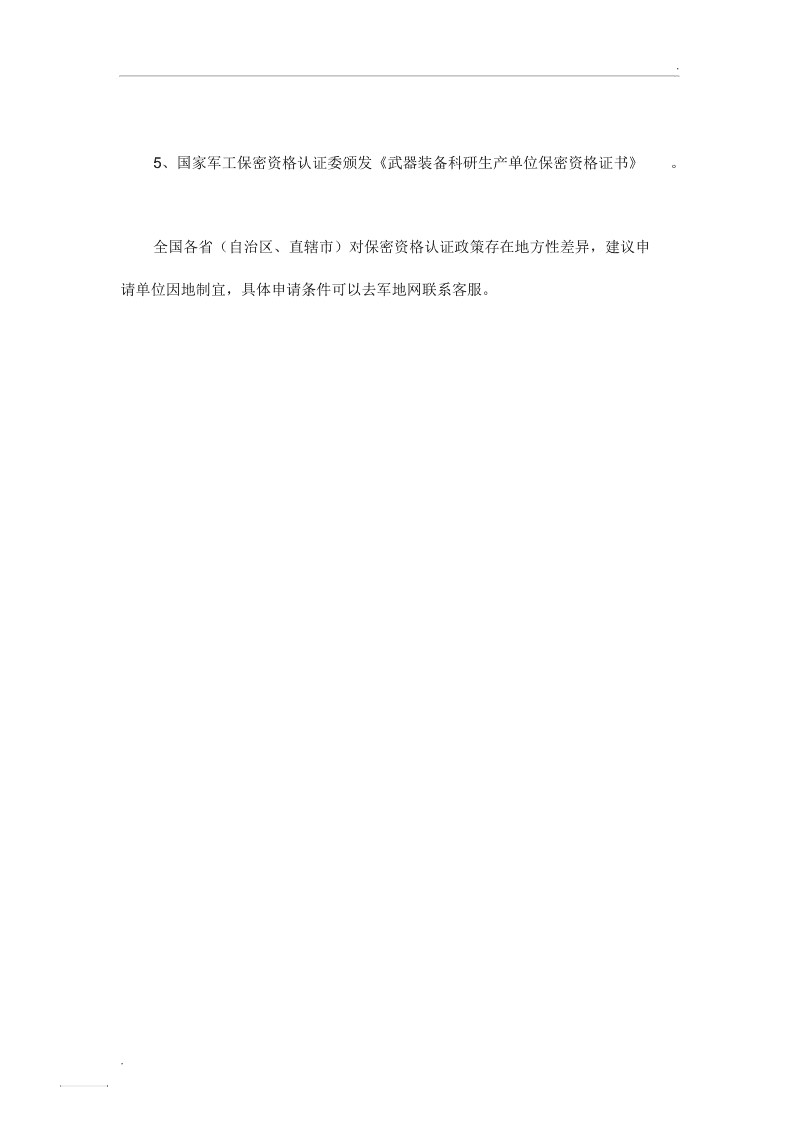 5、国家军工保密资格认证委颁发《武器装备科研生产单位保密资格证书》 。
全国各省（自治区、直辖市）对保密资格认证政策存在地方性差异，建议申
请单位因地制宜，具体申请条件可以去军地网联系客服。